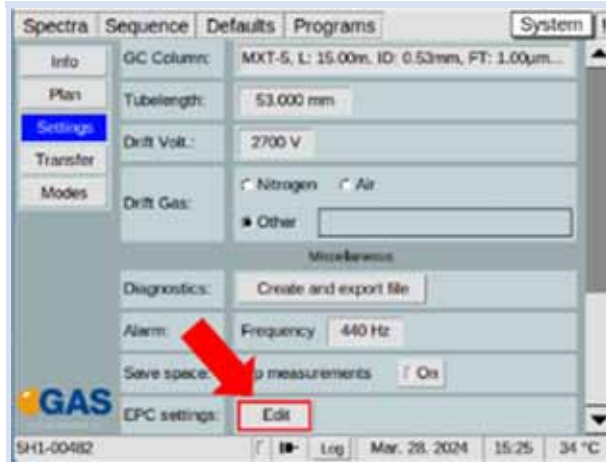 Spectra Sequence Defaults Programs System
Info GC Column: MXT-5, L: 15.00m, ID: 0.53mm, FT: 1.00µm...
Plan Tubelength: 53.000 mm
Settings Drift Volt.: 2700 V
Transfer
Modes Drift Gas: Nitrogen Air
Other
Miscellaneous
Diagnostics: Create and export file
Alarm: Frequency 440 Hz
Save space: measurements On
GAS EPC settings: Edit
5H1-00482 Log Mar. 28. 2024 15:25 34 °C